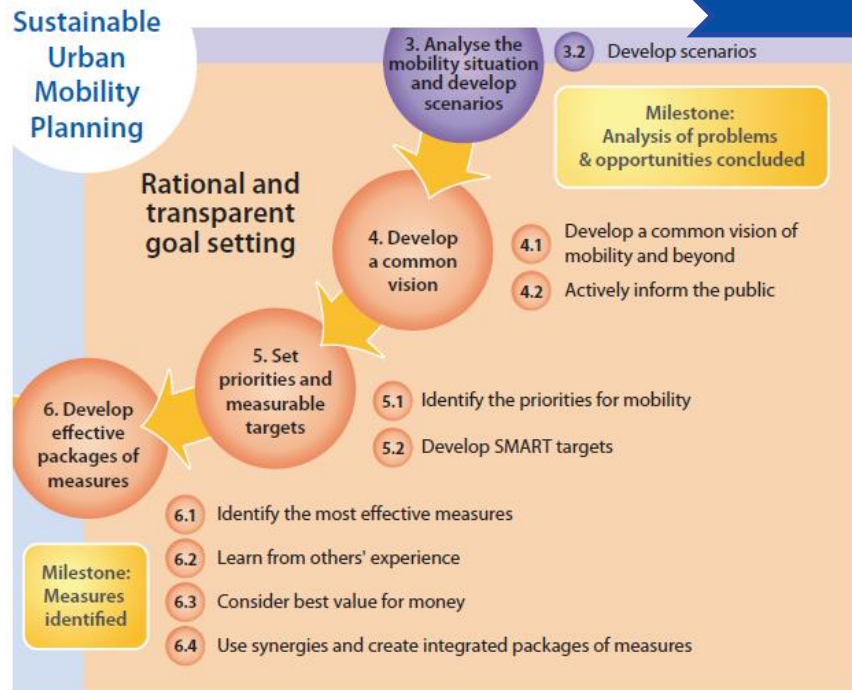 Sustainable
Urban
Mobility
Planning
3. Analyse the
mobility situation
and develop
scenarios
3.2 Develop scenarios
Milestone:
Analysis of problems
& opportunities concluded
Rational and
transparent
goal setting
4. Develop
a common
vision
4.1 Develop a common vision of
mobility and beyond
4.2 Actively inform the public
5. Set
priorities and
measurable
targets
5.1 Identify the priorities for mobility
5.2 Develop SMART targets
6. Develop
effective
packages of
measures
6.1 Identify the most effective measures
6.2 Learn from others' experience
6.3 Consider best value for money
6.4 Use synergies and create integrated packages of measures
Milestone:
Measures
identified